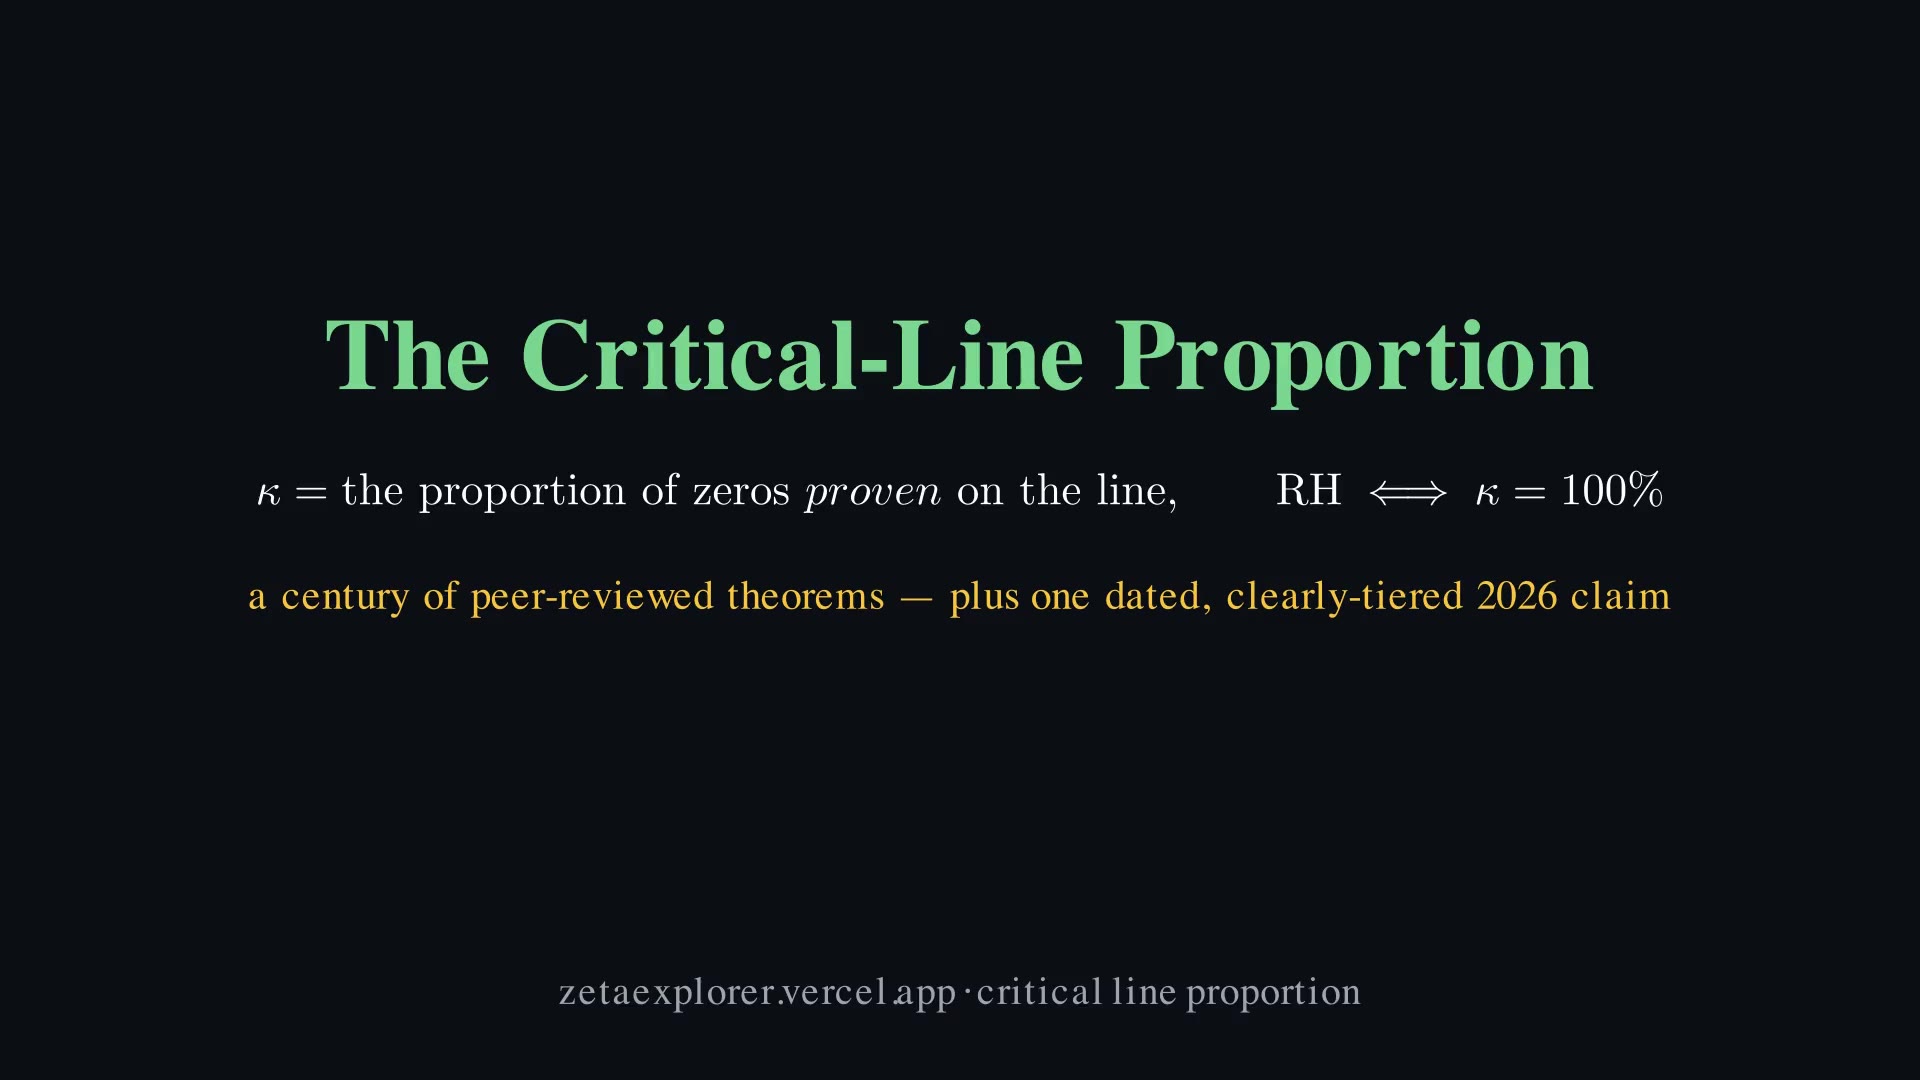 The Critical-Line Proportion
κ = the proportion of zeros proven on the line, RH ⟺ κ = 100%
a century of peer-reviewed theorems — plus one dated, clearly-tiered 2026 claim
zetaexplorer.vercel.app · critical line proportion